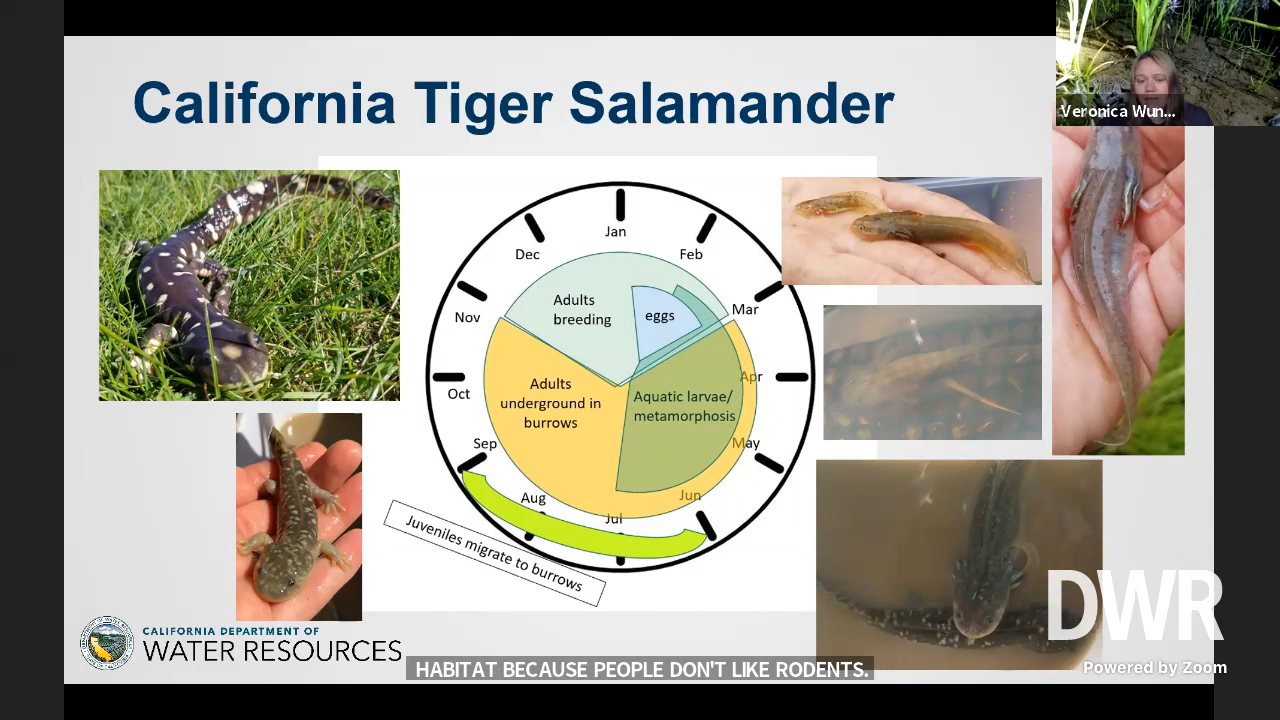 California Tiger Salamander
Veronica Wun...
Jan
Feb
Mar
Apr
May
Jun
Jul
Aug
Sep
Oct
Nov
Dec
Adults
breeding
eggs
Adults
underground in
burrows
Aquatic larvae/
metamorphosis
Juveniles migrate to burrows
CALIFORNIA DEPARTMENT OF
WATER RESOURCES
HABITAT BECAUSE PEOPLE DON'T LIKE RODENTS.
DWR
Powered by Zoom